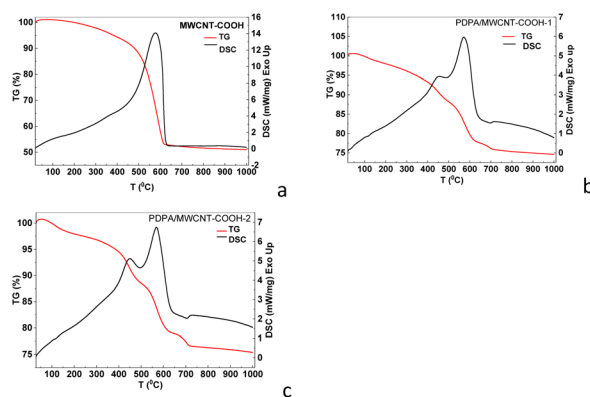 MWCNT-COOH
TG
DSC
TG (%)
100
90
80
70
60
50
16
14
12
10
8
6
4
2
0
-2
DSC (mW/mg) Exo Up
100 200 300 400 500 600 700 800 900 1000
T (⁰C)
a
PDPA/MWCNT-COOH-1
TG
DSC
TG (%)
110
105
100
95
90
85
80
75
7
6
5
4
3
2
1
0
DSC (mW/mg) Exo Up
100 200 300 400 500 600 700 800 900 1000
T (⁰C)
b
PDPA/MWCNT-COOH-2
TG
DSC
TG (%)
100
95
90
85
80
75
7
6
5
4
3
2
1
0
DSC (mW/mg) Exo Up
100 200 300 400 500 600 700 800 900 1000
T (⁰C)
c